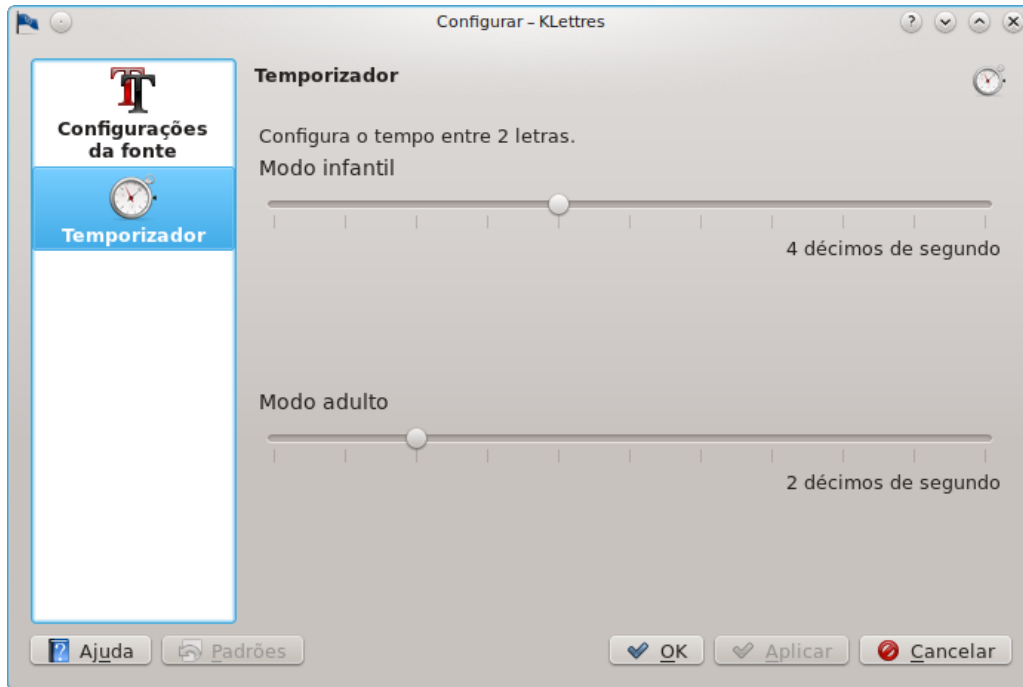 Configurar – KLettres
Configurações
da fonte
Temporizador
Temporizador
Configura o tempo entre 2 letras.
Modo infantil
4 décimos de segundo
Modo adulto
2 décimos de segundo
Ajuda
Padrões
OK
Aplicar
Cancelar